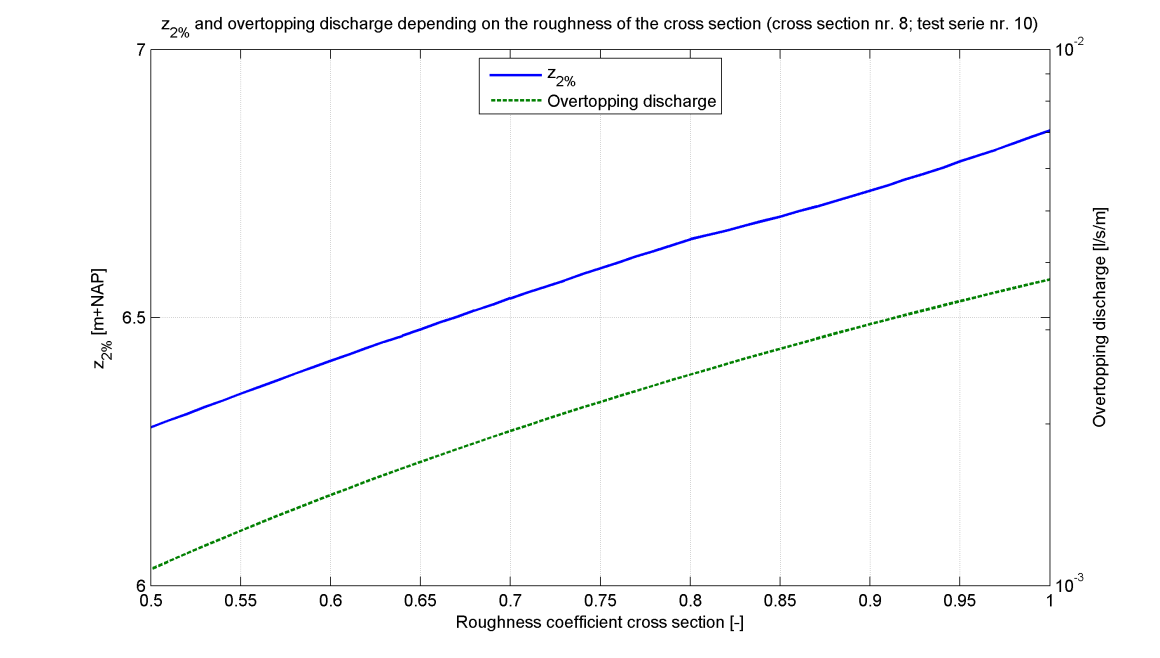 z2% and overtopping discharge depending on the roughness of the cross section (cross section nr. 8; test serie nr. 10)
z2%
Overtopping discharge
7
6.5
6
z2% [m+NAP]
10-2
10-3
Overtopping discharge [l/s/m]
0.5 0.55 0.6 0.65 0.7 0.75 0.8 0.85 0.9 0.95 1
Roughness coefficient cross section [-]